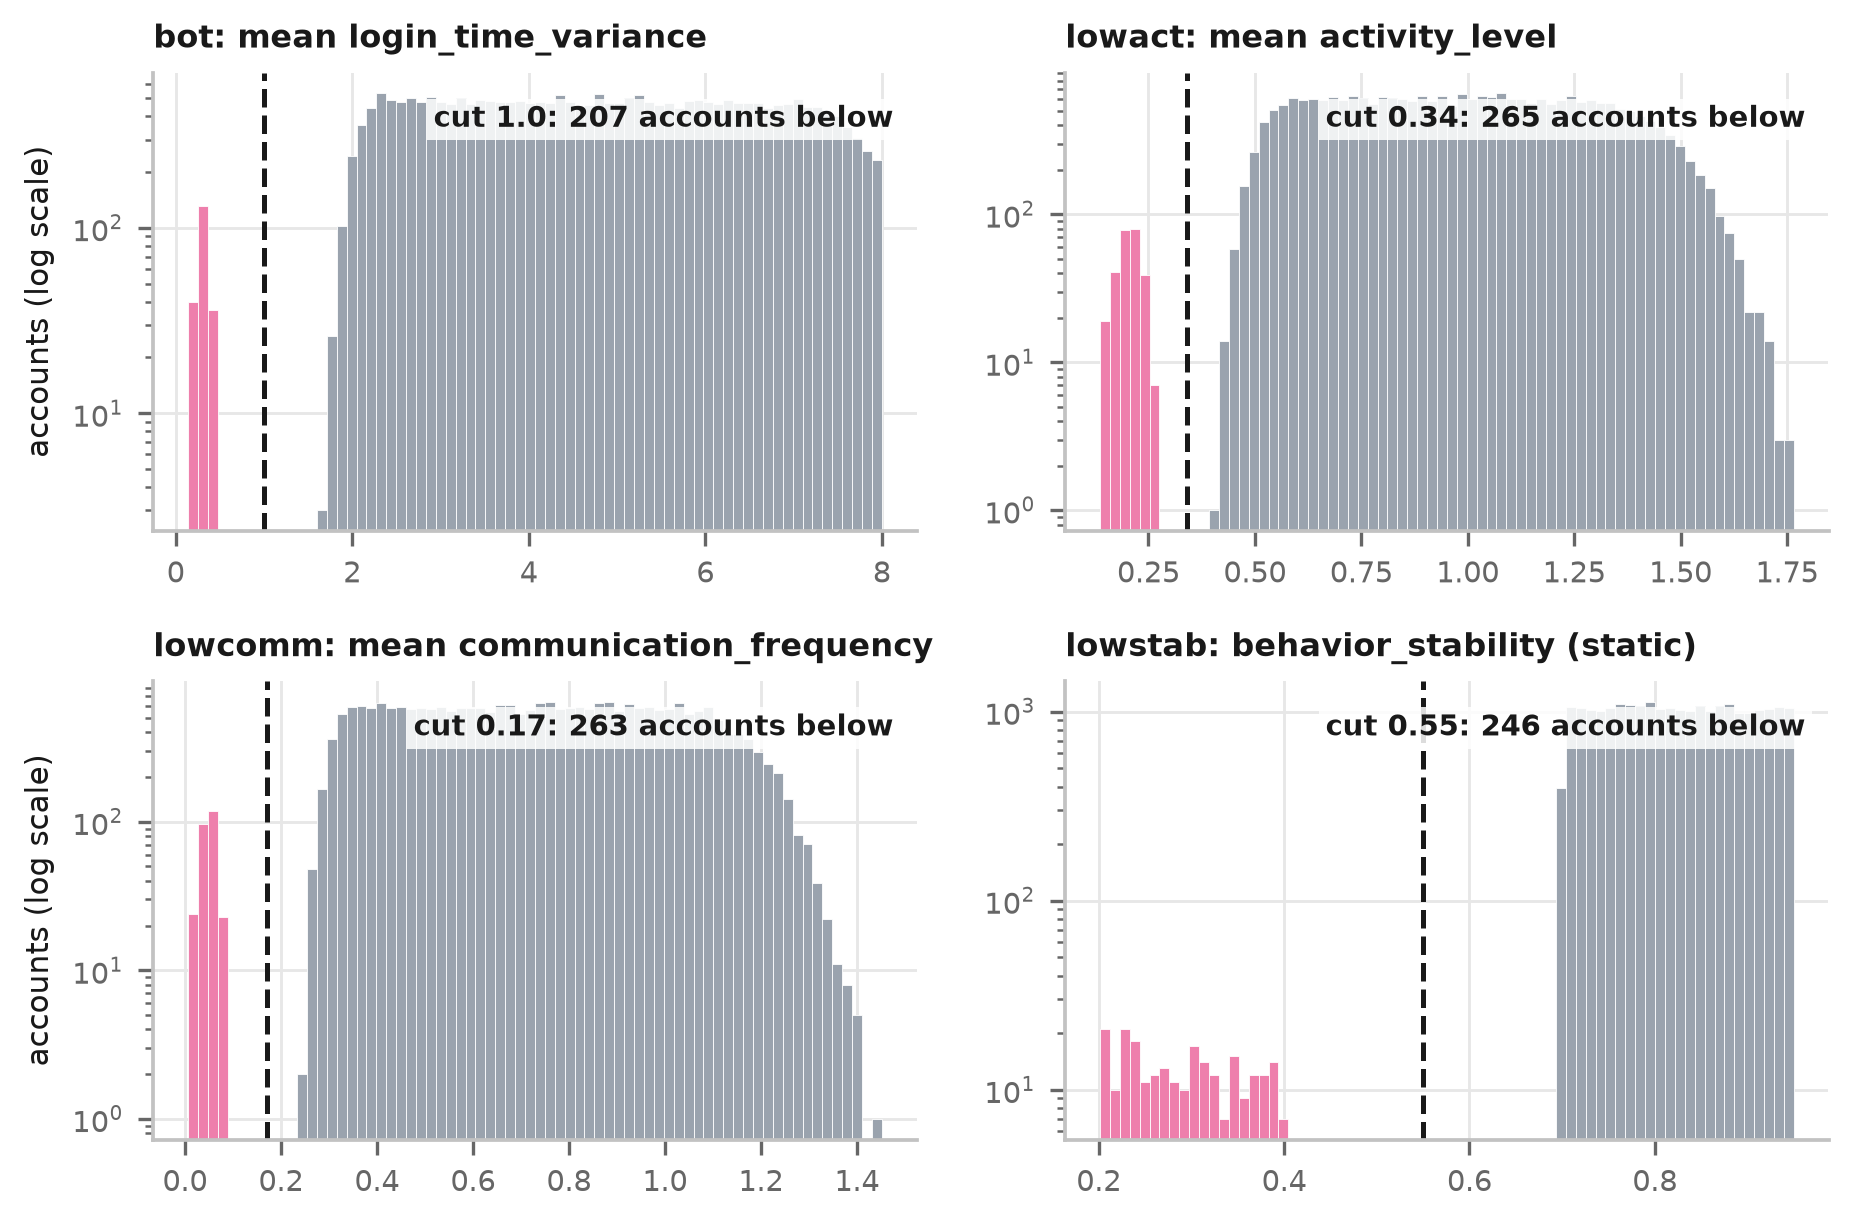 bot: mean login_time_variance
lowact: mean activity_level
cut 1.0: 207 accounts below
cut 0.34: 265 accounts below
accounts (log scale)
10²
10¹
10²
10¹
10⁰
0 2 4 6 8
0.25 0.50 0.75 1.00 1.25 1.50 1.75
lowcomm: mean communication_frequency
lowstab: behavior_stability (static)
cut 0.17: 263 accounts below
cut 0.55: 246 accounts below
accounts (log scale)
10²
10¹
10⁰
10³
10²
10¹
0.0 0.2 0.4 0.6 0.8 1.0 1.2 1.4
0.2 0.4 0.6 0.8